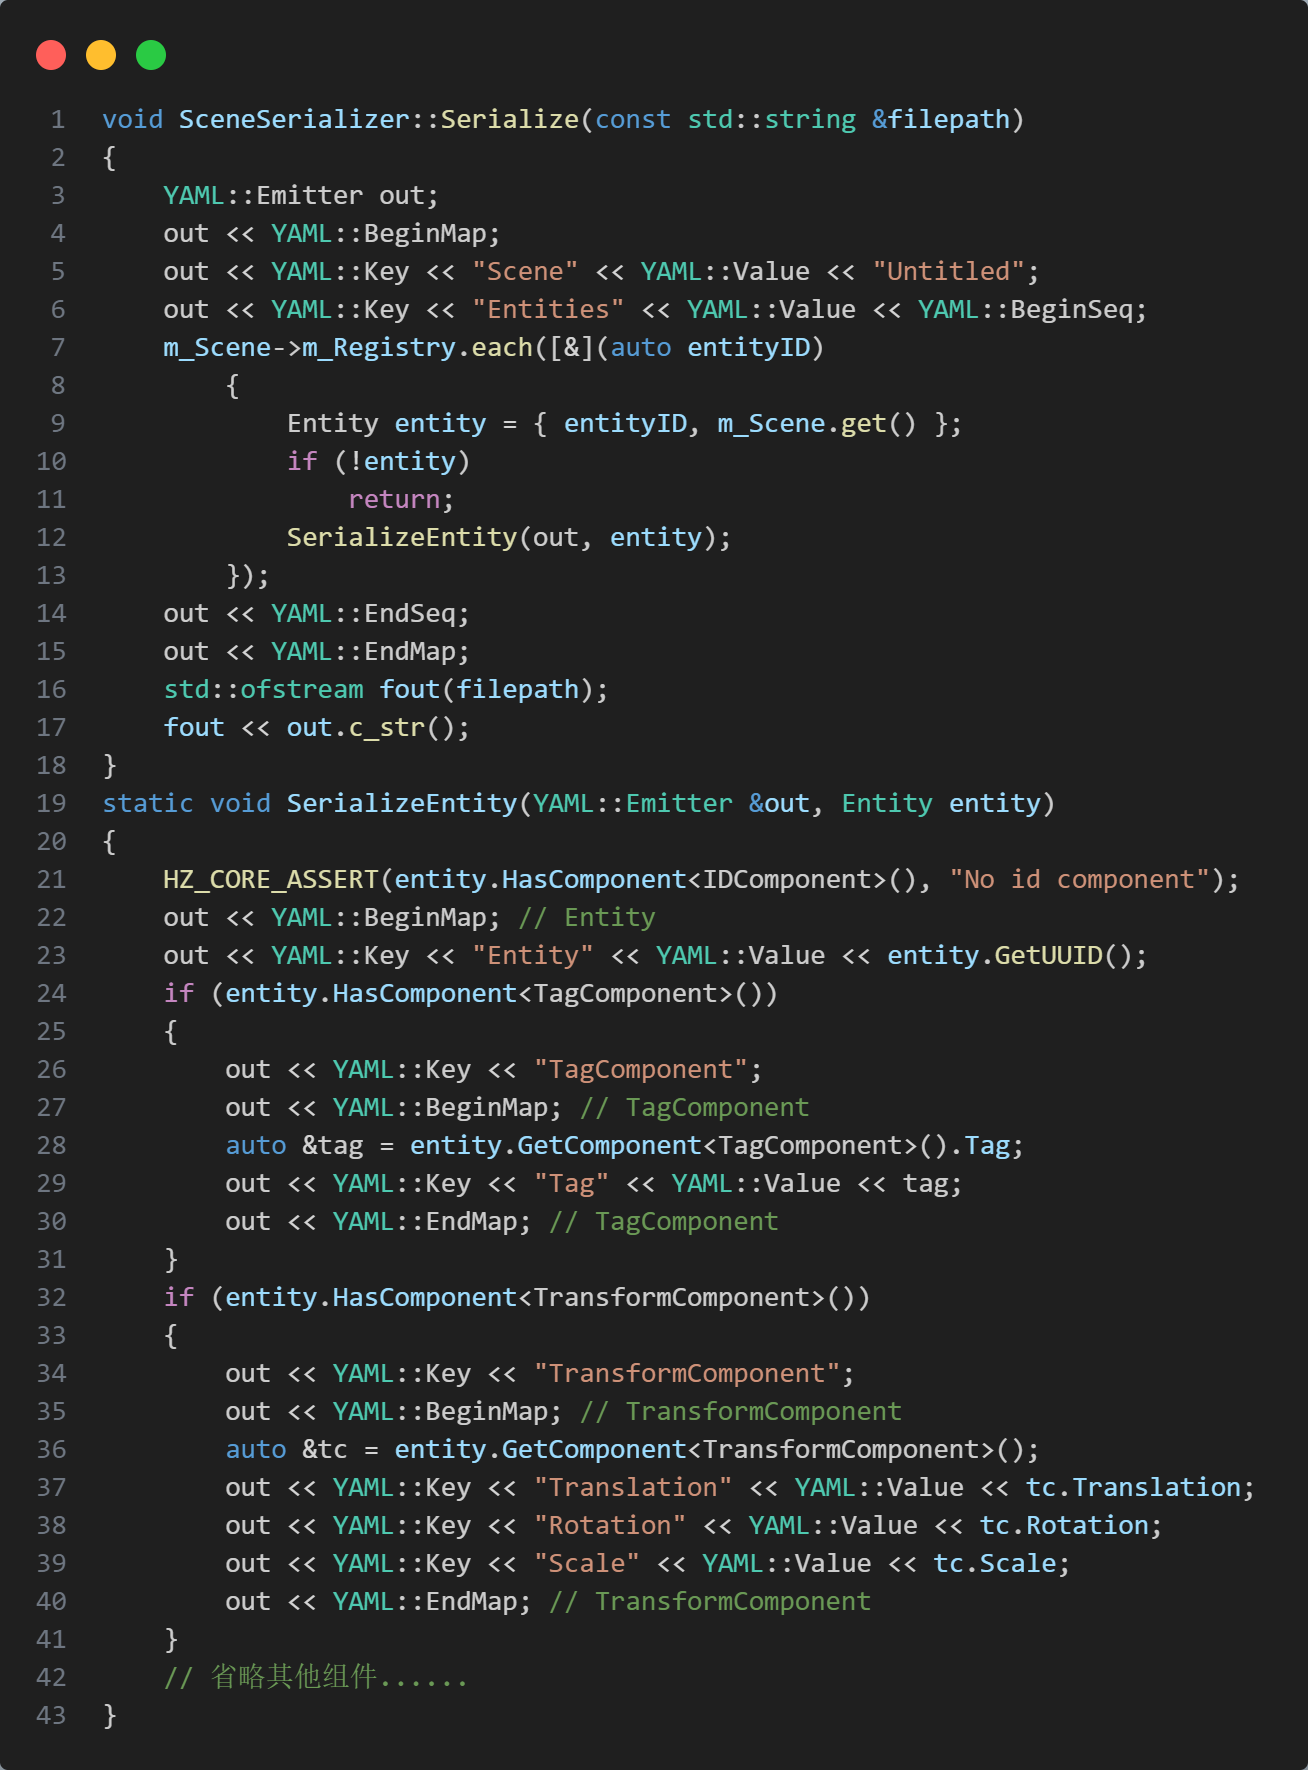 1 void SceneSerializer::Serialize(const std::string &filepath)
2 {
3     YAML::Emitter out;
4     out << YAML::BeginMap;
5     out << YAML::Key << "Scene" << YAML::Value << "Untitled";
6     out << YAML::Key << "Entities" << YAML::Value << YAML::BeginSeq;
7     m_Scene->m_Registry.each([&](auto entityID)
8         {
9             Entity entity = { entityID, m_Scene.get() };
10             if (!entity)
11                 return;
12             SerializeEntity(out, entity);
13         });
14     out << YAML::EndSeq;
15     out << YAML::EndMap;
16     std::ofstream fout(filepath);
17     fout << out.c_str();
18 }
19 static void SerializeEntity(YAML::Emitter &out, Entity entity)
20 {
21     HZ_CORE_ASSERT(entity.HasComponent<IDComponent>(), "No id component");
22     out << YAML::BeginMap; // Entity
23     out << YAML::Key << "Entity" << YAML::Value << entity.GetUUID();
24     if (entity.HasComponent<TagComponent>())
25     {
26         out << YAML::Key << "TagComponent";
27         out << YAML::BeginMap; // TagComponent
28         auto &tag = entity.GetComponent<TagComponent>().Tag;
29         out << YAML::Key << "Tag" << YAML::Value << tag;
30         out << YAML::EndMap; // TagComponent
31     }
32     if (entity.HasComponent<TransformComponent>())
33     {
34         out << YAML::Key << "TransformComponent";
35         out << YAML::BeginMap; // TransformComponent
36         auto &tc = entity.GetComponent<TransformComponent>();
37         out << YAML::Key << "Translation" << YAML::Value << tc.Translation;
38         out << YAML::Key << "Rotation" << YAML::Value << tc.Rotation;
39         out << YAML::Key << "Scale" << YAML::Value << tc.Scale;
40         out << YAML::EndMap; // TransformComponent
41     }
42     // 省略其他组件......
43 }